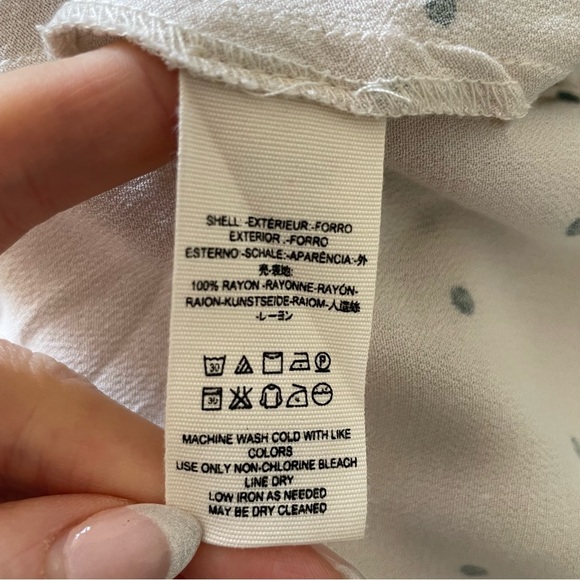 SHELL:-EXTÉRIEUR:-FORRO
EXTERIOR.:-FORRO
ESTERNO:-SCHALE:-APARÊNCIA:-外
壳:-表地:
100% RAYON-RAYONNE-RAYÓN-
RAION-KUNSTSEIDE-RAIOM-人造絲
-レーヨン
30 P
30
MACHINE WASH COLD WITH LIKE
COLORS
USE ONLY NON-CHLORINE BLEACH
LINE DRY
LOW IRON AS NEEDED
MAY BE DRY CLEANED